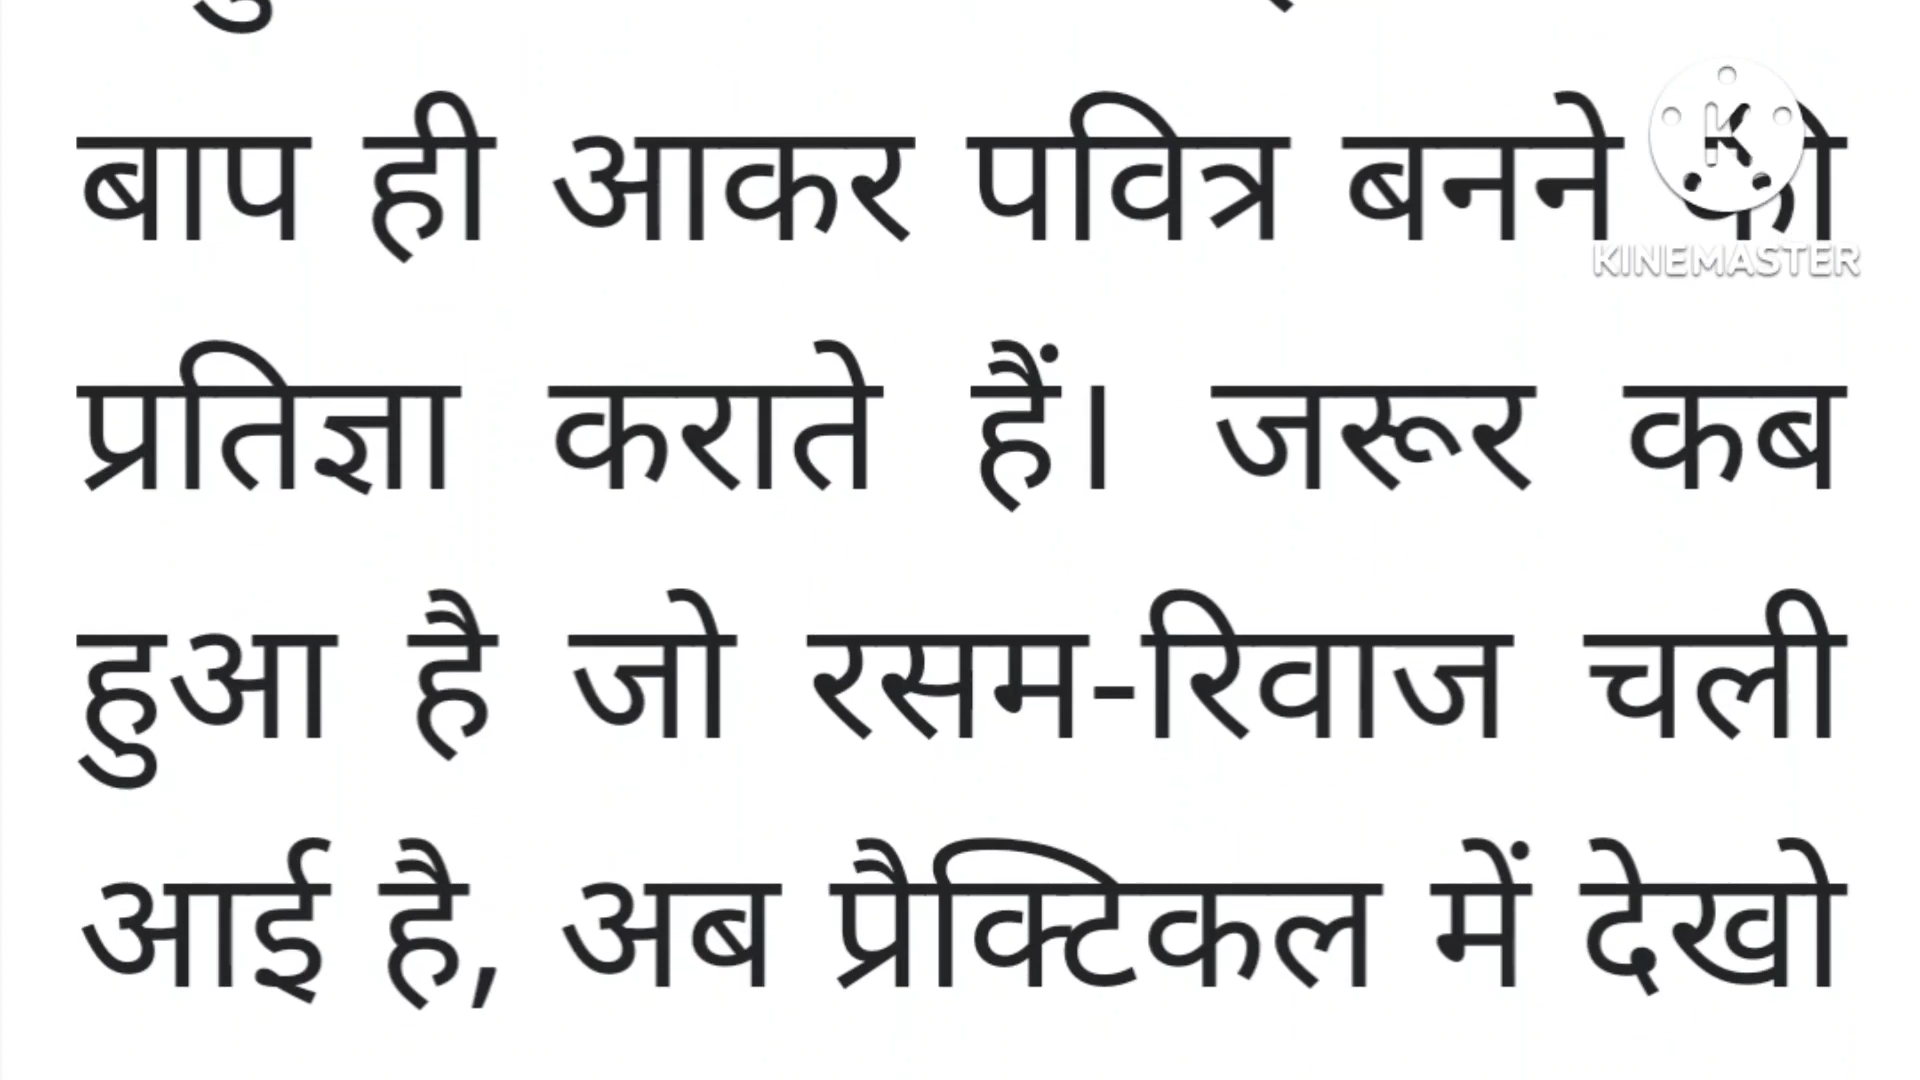 बाप ही आकर पवित्र बनने की
KINEMASTER
प्रतिज्ञा कराते हैं। जरूर कब
हुआ है जो रसम-रिवाज चली
आई है, अब प्रैक्टिकल में देखो